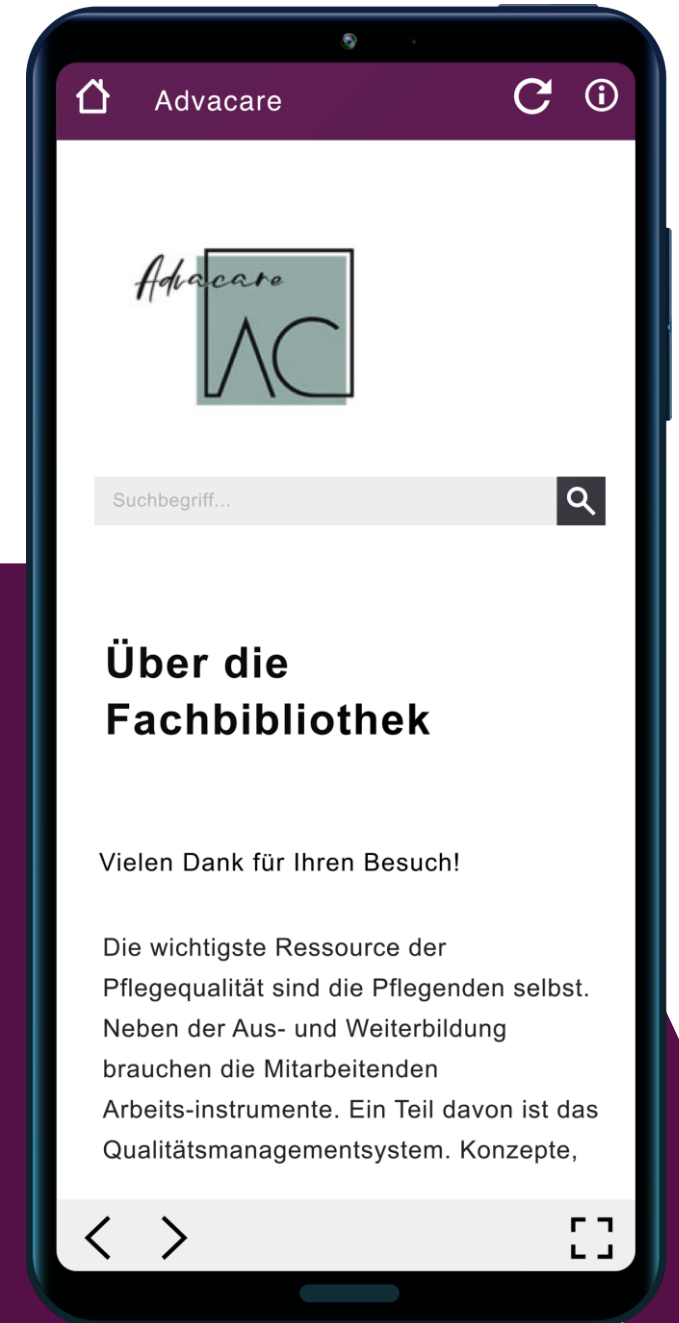 Advacare
Advacare
AC
Suchbegriff...
Über die
Fachbibliothek
Vielen Dank für Ihren Besuch!
Die wichtigste Ressource der
Pflegequalität sind die Pflegenden selbst.
Neben der Aus- und Weiterbildung
brauchen die Mitarbeitenden
Arbeits-instrumente. Ein Teil davon ist das
Qualitätsmanagementsystem. Konzepte,